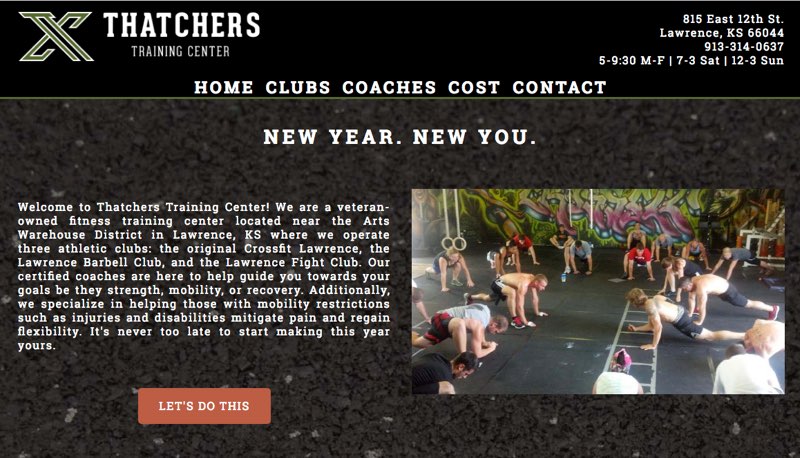 THATCHERS
TRAINING CENTER
815 East 12th St.
Lawrence, KS 66044
913-314-0637
5-9:30 M-F | 7-3 Sat | 12-3 Sun
HOME CLUBS COACHES COST CONTACT
NEW YEAR. NEW YOU.
Welcome to Thatchers Training Center! We are a veteran-
owned fitness training center located near the Arts
Warehouse District in Lawrence, KS where we operate
three athletic clubs: the original Crossfit Lawrence, the
Lawrence Barbell Club, and the Lawrence Fight Club. Our
certified coaches are here to help guide you towards your
goals be they strength, mobility, or recovery. Additionally,
we specialize in helping those with mobility restrictions
such as injuries and disabilities mitigate pain and regain
flexibility. It's never too late to start making this year
yours.
LET'S DO THIS